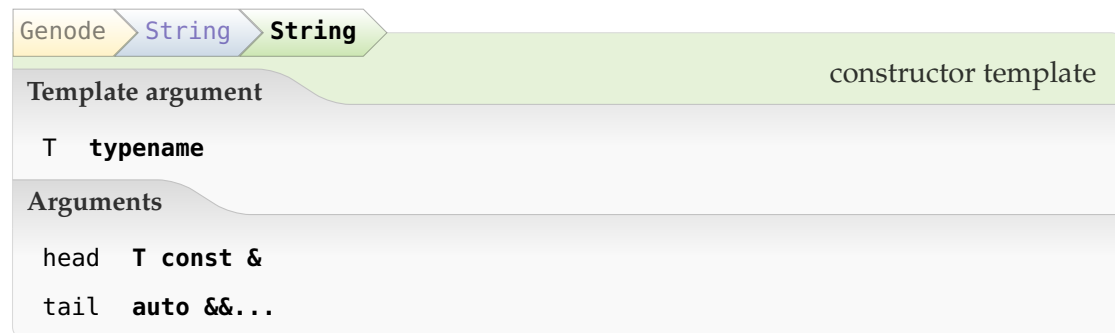 Genode String String
constructor template
Template argument
T typename
Arguments
head T const &
tail auto &&...